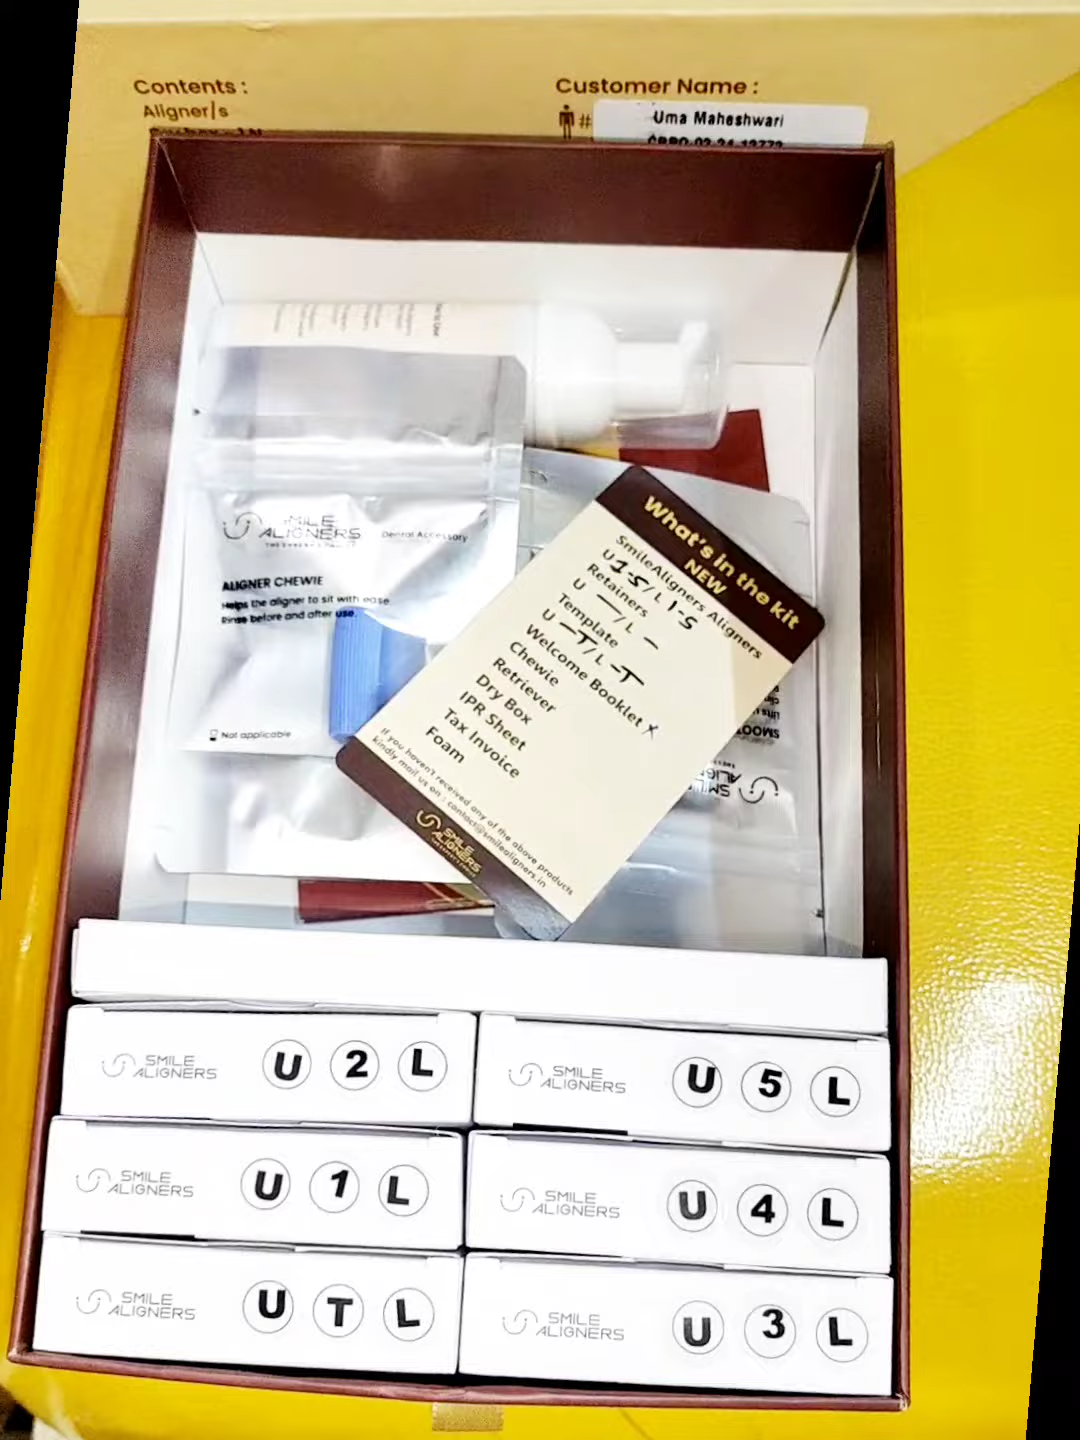 Contents :
Aligner/s
Customer Name :
#
Uma Maheshwari
SMILE
ALIGNERS
Dental Accessory
ALIGNER CHEWIE
Helps the aligner to sit with ease.
Rinse before and after use.
Not applicable
What's in the kit
NEW
SmileAligners Aligners
U 1-5 / L 1-5
Retainers
U — / L —
Template
U -T / L -T
Welcome Booklet x
Chewie
Retriever
Dry Box
IPR Sheet
Tax Invoice
Foam
If you haven't received any of the above products
kindly mail us on : contact@smilealigners.in
SMILE
ALIGNERS
SMILE
SMILE
ALIGNERS
U 2 L
SMILE
ALIGNERS
U 5 L
SMILE
ALIGNERS
U 1 L
SMILE
ALIGNERS
U 4 L
SMILE
ALIGNERS
U T L
SMILE
ALIGNERS
U 3 L